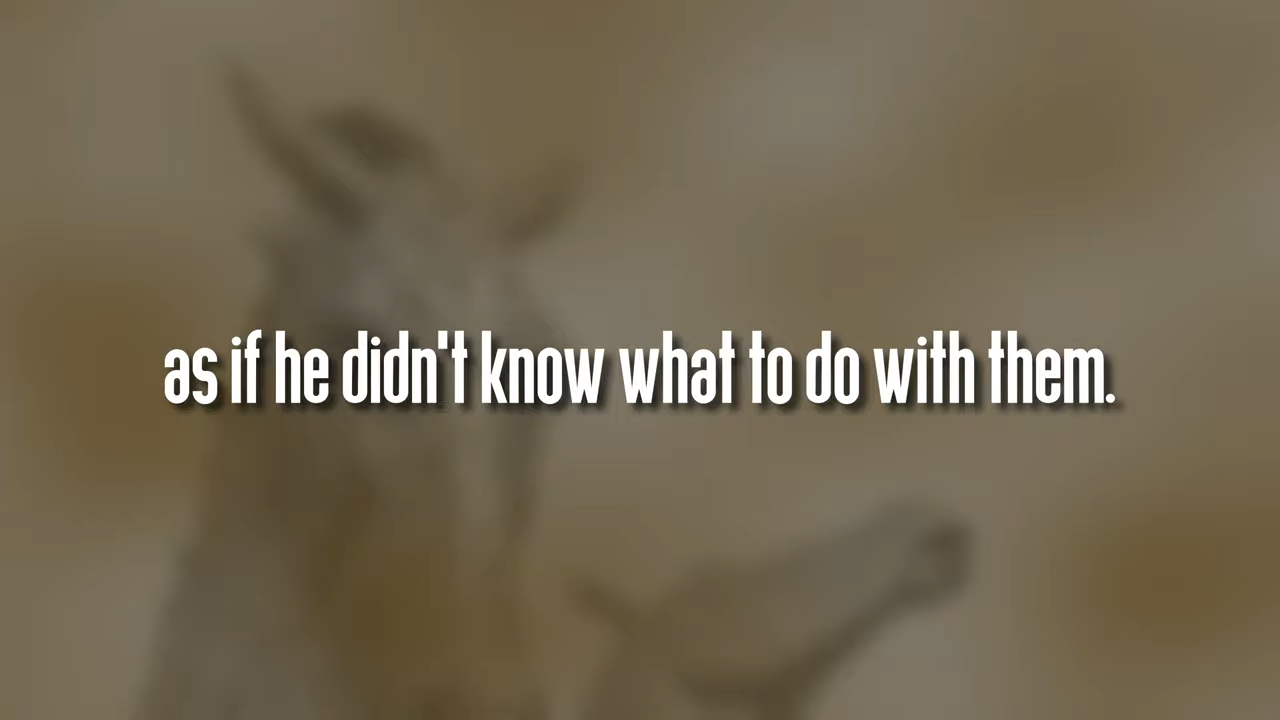 as if he didn't know what to do with them.